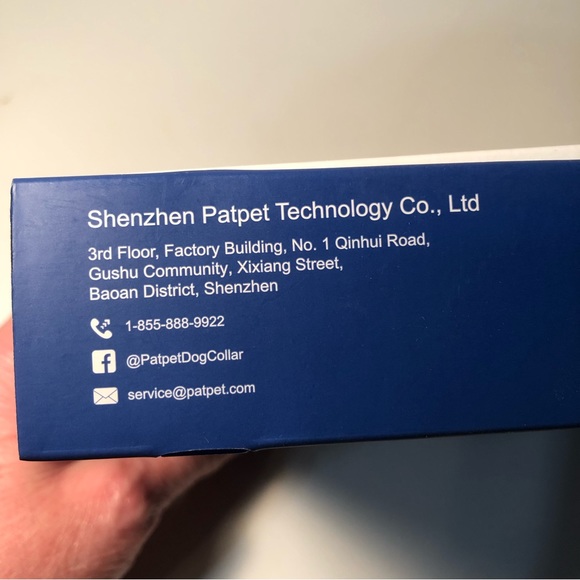 Shenzhen Patpet Technology Co., Ltd
3rd Floor, Factory Building, No. 1 Qinhui Road,
Gushu Community, Xixiang Street,
Baoan District, Shenzhen
1-855-888-9922
@PatpetDogCollar
service@patpet.com